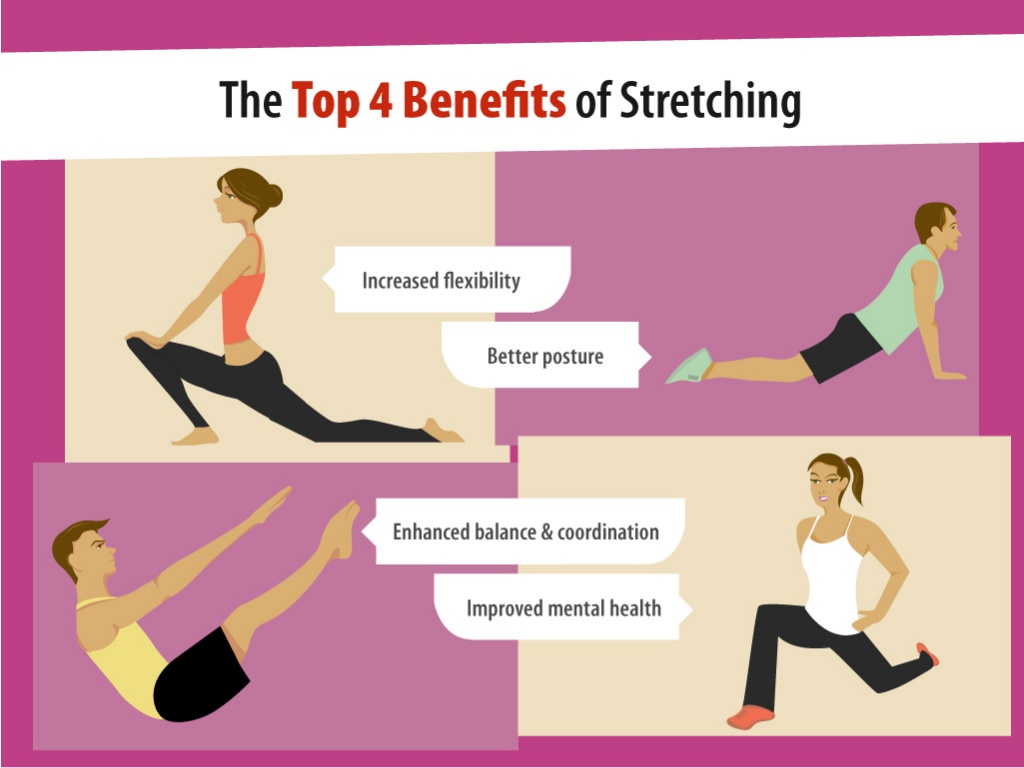 The Top 4 Benefits of Stretching
Increased flexibility
Better posture
Enhanced balance & coordination
Improved mental health